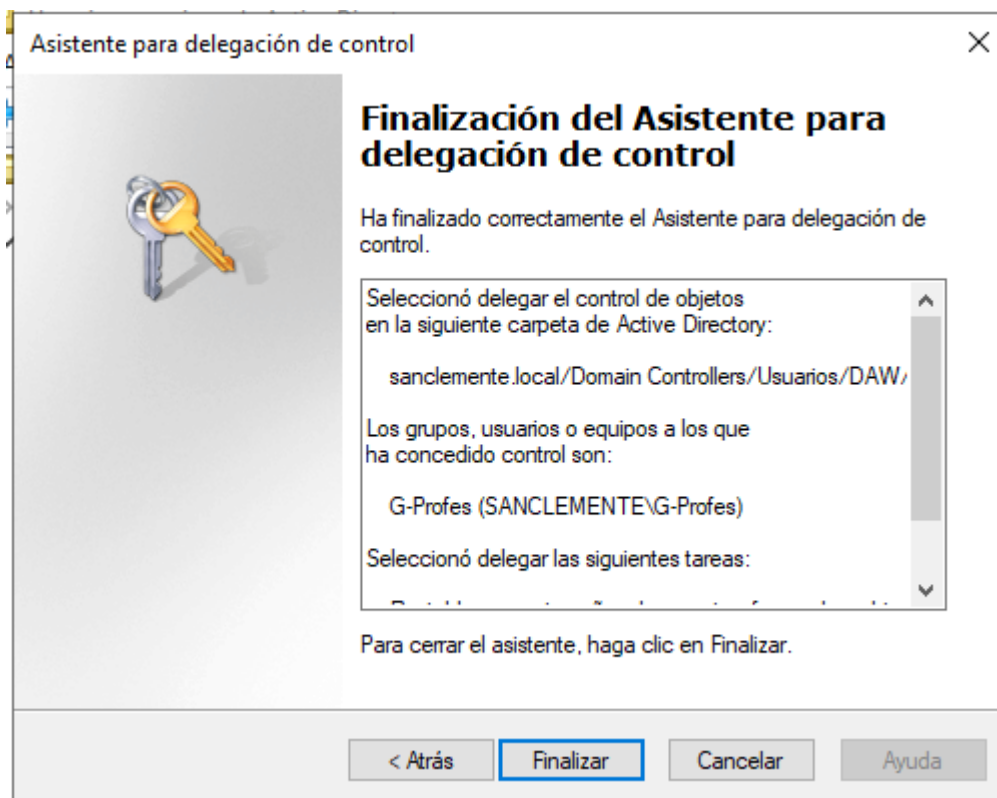 Asistente para delegación de control
Finalización del Asistente para
delegación de control
Ha finalizado correctamente el Asistente para delegación de
control.
Seleccionó delegar el control de objetos
en la siguiente carpeta de Active Directory:
sanclemente.local/Domain Controllers/Usuarios/DAW/
Los grupos, usuarios o equipos a los que
ha concedido control son:
G-Profes (SANCLEMENTE\G-Profes)
Seleccionó delegar las siguientes tareas:
Para cerrar el asistente, haga clic en Finalizar.
< Atrás
Finalizar
Cancelar
Ayuda